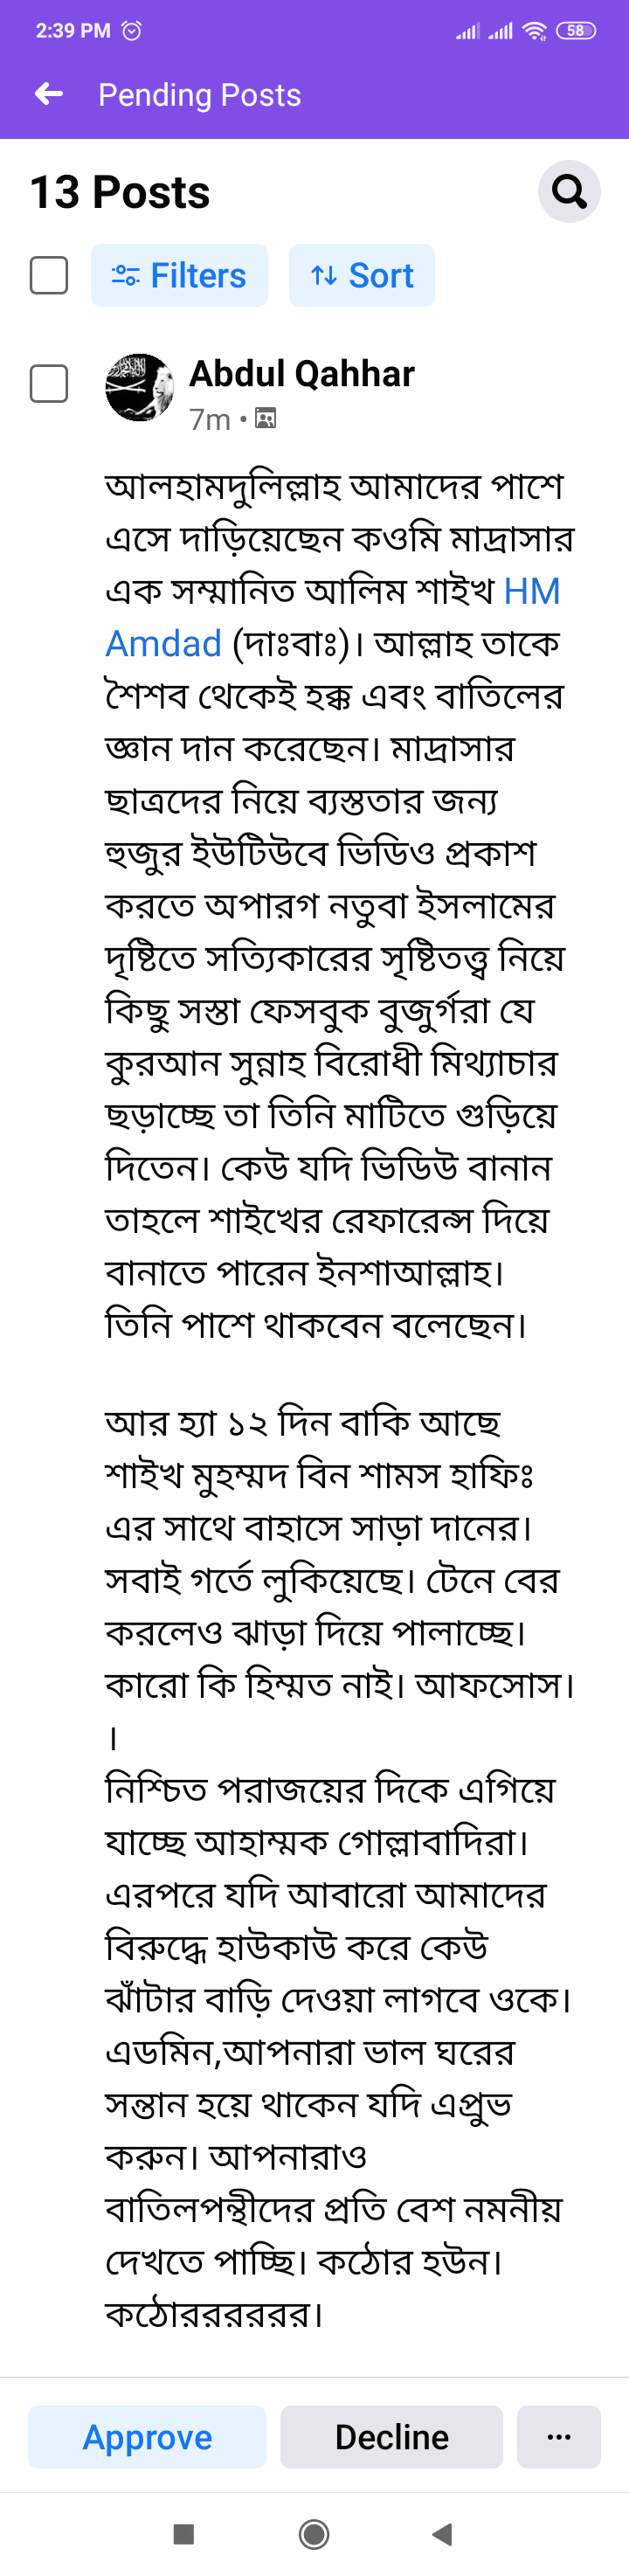 2:39 PM
58
Pending Posts
13 Posts
Filters
Sort
Abdul Qahhar
7m •
আলহামদুলিল্লাহ আমাদের পাশে
এসে দাড়িয়েছেন কওমি মাদ্রাসার
এক সম্মানিত আলিম শাইখ HM
Amdad (দাঃবাঃ)। আল্লাহ তাকে
শৈশব থেকেই হক্ব এবং বাতিলের
জ্ঞান দান করেছেন। মাদ্রাসার
ছাত্রদের নিয়ে ব্যস্ততার জন্য
হুজুর ইউটিউবে ভিডিও প্রকাশ
করতে অপারগ নতুবা ইসলামের
দৃষ্টিতে সত্যিকারের সৃষ্টিতত্ত্ব নিয়ে
কিছু সস্তা ফেসবুক বুজুর্গরা যে
কুরআন সুন্নাহ বিরোধী মিথ্যাচার
ছড়াচ্ছে তা তিনি মাটিতে গুড়িয়ে
দিতেন। কেউ যদি ভিডিউ বানান
তাহলে শাইখের রেফারেন্স দিয়ে
বানাতে পারেন ইনশাআল্লাহ।
তিনি পাশে থাকবেন বলেছেন।
আর হ্যা ১২ দিন বাকি আছে
শাইখ মুহম্মদ বিন শামস হাফিঃ
এর সাথে বাহাসে সাড়া দানের।
সবাই গর্তে লুকিয়েছে। টেনে বের
করলেও ঝাড়া দিয়ে পালাচ্ছে।
কারো কি হিম্মত নাই। আফসোস।
।
নিশ্চিত পরাজয়ের দিকে এগিয়ে
যাচ্ছে আহাম্মক গোল্লাবাদিরা।
এরপরে যদি আবারো আমাদের
বিরুদ্ধে হাউকাউ করে কেউ
ঝাঁটার বাড়ি দেওয়া লাগবে ওকে।
এডমিন,আপনারা ভাল ঘরের
সন্তান হয়ে থাকেন যদি এপ্রুভ
করুন। আপনারাও
বাতিলপন্থীদের প্রতি বেশ নমনীয়
দেখতে পাচ্ছি। কঠোর হউন।
কঠোরররররর।
Approve
Decline